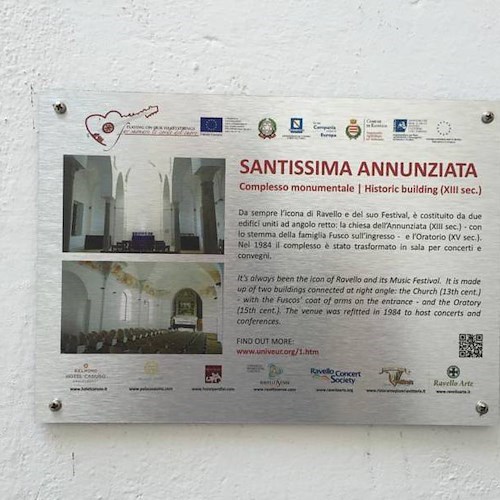 PLAYING ON OUR HEARTSTRINGS
SANTISSIMA ANNUNZIATA
Complesso monumentale | Historic building (XIII sec.)
Da sempre l'icona di Ravello e del suo Festival, è costituito da due
edifici uniti ad angolo retto: la chiesa dell'Annunziata (XIII sec.) - con
lo stemma della famiglia Fusco sull'ingresso - e l'Oratorio (XV sec.).
Nel 1984 il complesso è stato trasformato in sala per concerti e
convegni.
It's always been the icon of Ravello and its Music Festival. It is made
up of two buildings connected at right angle: the Church (13th cent.)
- with the Fuscos' coat of arms on the entrance - and the Oratory
(15th cent.). The venue was refitted in 1984 to host concerts and
conferences.
FIND OUT MORE:
www.univeur.org/1.htm
HOTEL CARUSO
Ravello Concert
Society
Ravello Arte